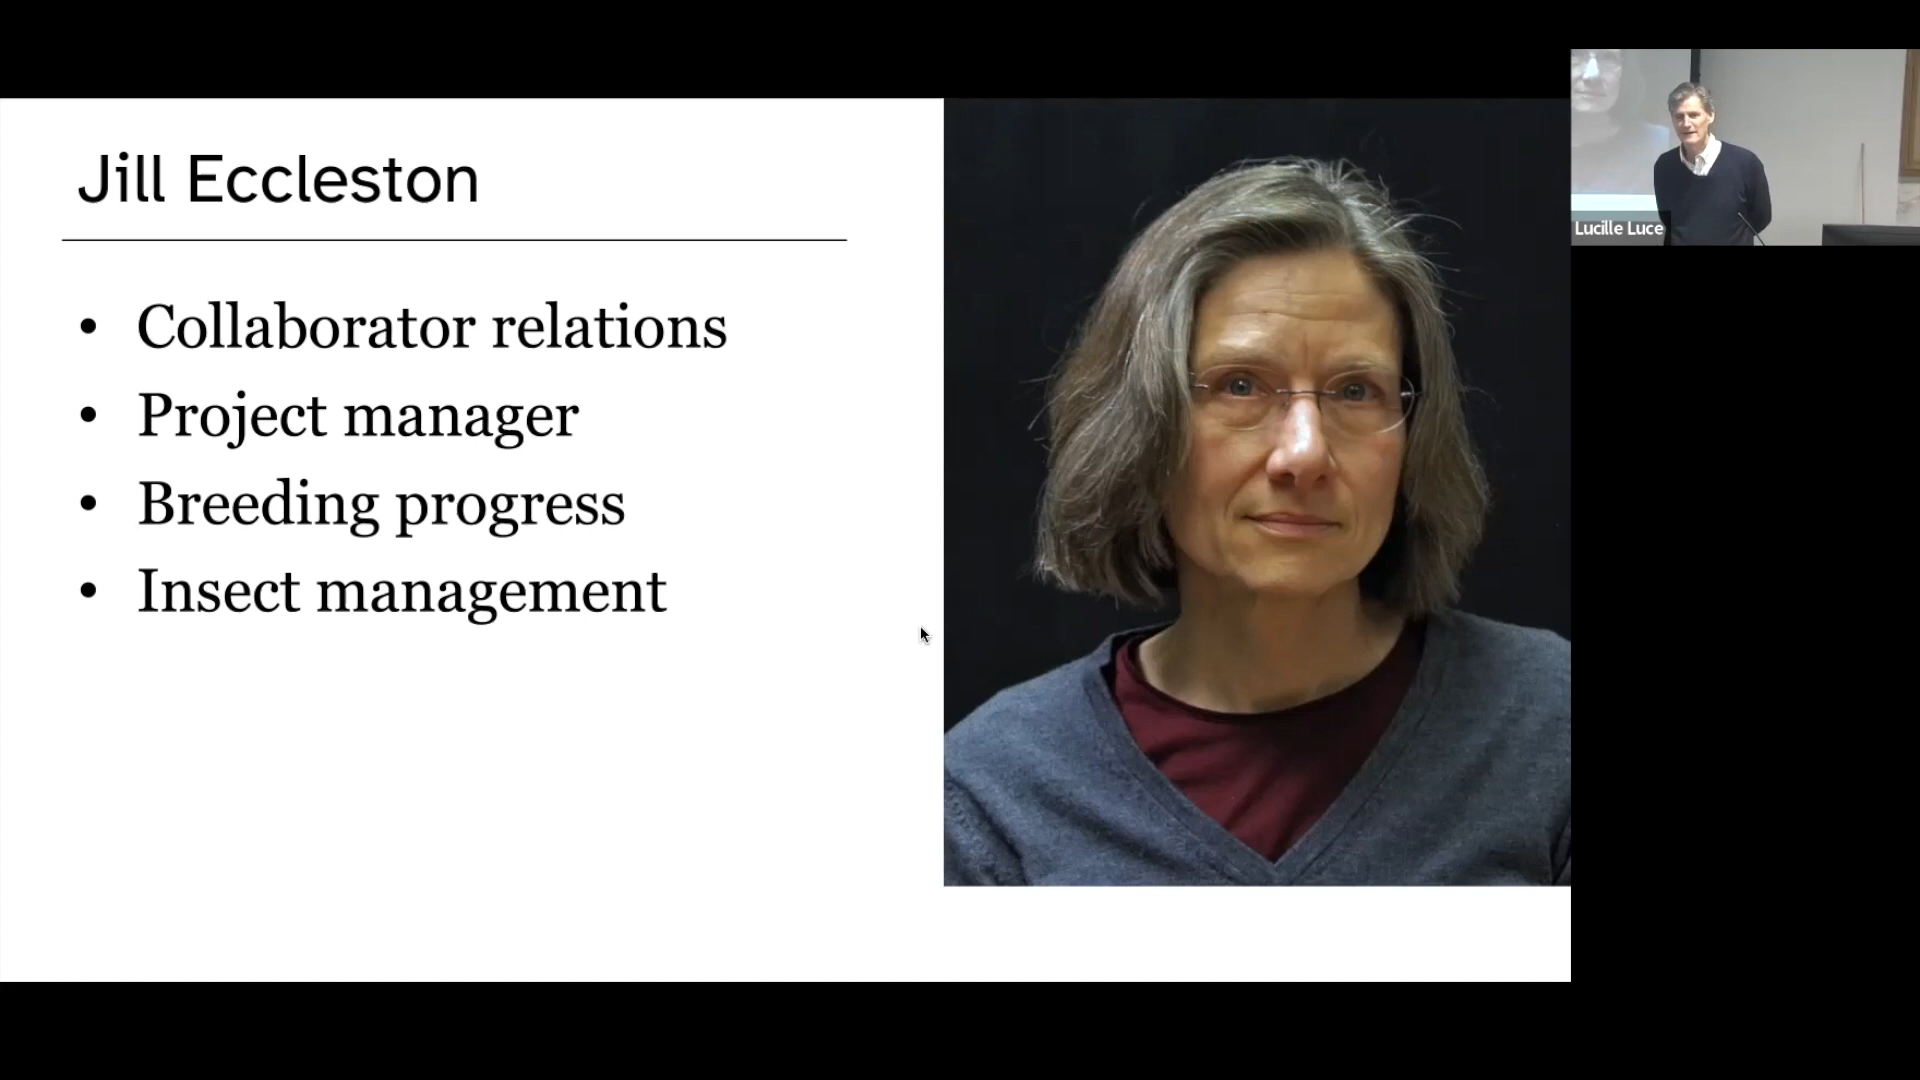 Jill Eccleston
• Collaborator relations
• Project manager
• Breeding progress
• Insect management
Lucille Luce